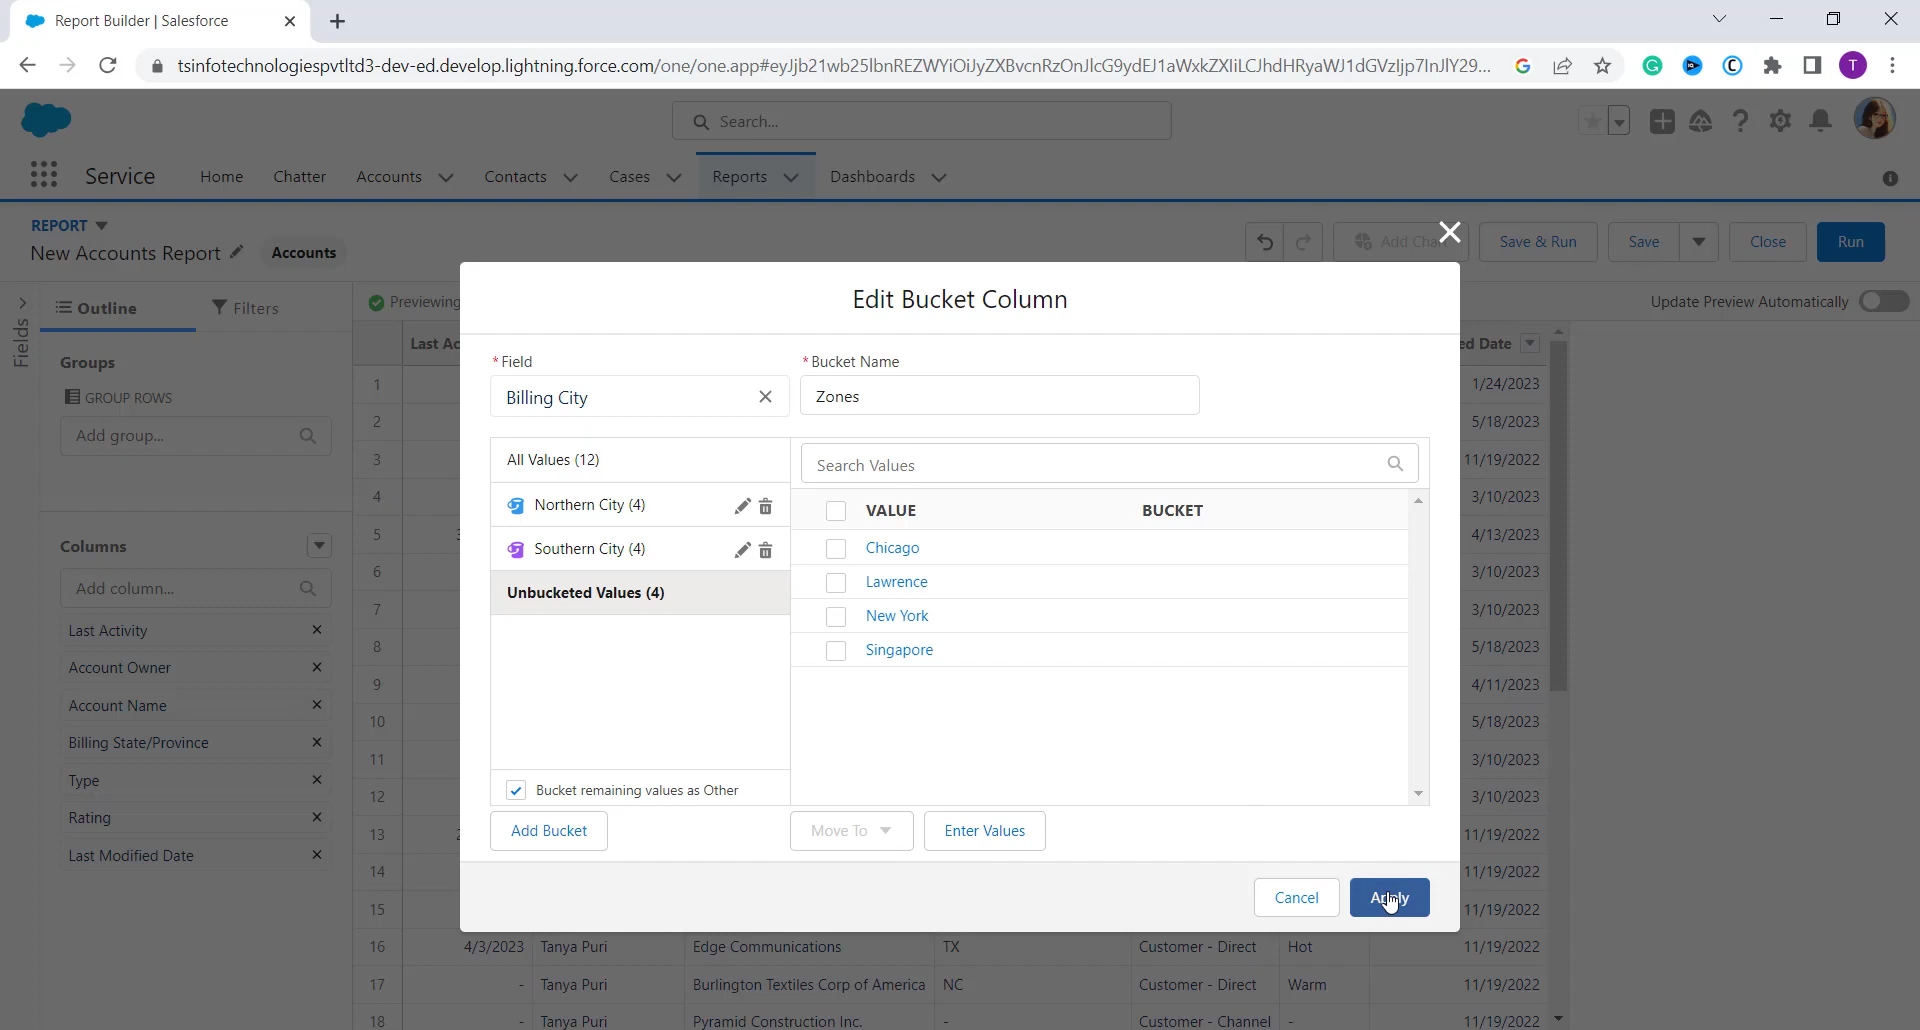 Report Builder | Salesforce
tsinfotechnologiespvtltd3-dev-ed.develop.lightning.force.com/one/one.app#eyJjb21wb25lbnREZWYiOiJyZXBvcnRzOnJlcG9ydEJ1aWxkZXIiLCJhdHRyaWJ1dGVzIjp7InJlY29...
T
Search...
Service
Home
Chatter
Accounts
Contacts
Cases
Reports
Dashboards
REPORT
New Accounts Report
Accounts
Add Chart
Save & Run
Save
Close
Run
Fields
Outline
Filters
Previewing
Update Preview Automatically
Groups
GROUP ROWS
Add group...
Columns
Add column...
Last Activity
Account Owner
Account Name
Billing State/Province
Type
Rating
Last Modified Date
Edit Bucket Column
*Field
*Bucket Name
Billing City
Zones
All Values (12)
Northern City (4)
Southern City (4)
Unbucketed Values (4)
Bucket remaining values as Other
Search Values
VALUE BUCKET
Chicago
Lawrence
New York
Singapore
Add Bucket
Move To
Enter Values
Cancel
Apply
Last Ac ed Date
1 1/24/2023
2 5/18/2023
3 11/19/2022
4 3/10/2023
5 4/13/2023
6 3/10/2023
7 3/10/2023
8 5/18/2023
9 4/11/2023
10 5/18/2023
11 3/10/2023
12 3/10/2023
13 2 11/19/2022
14 11/19/2022
15 11/19/2022
16 4/3/2023 Tanya Puri Edge Communications TX Customer - Direct Hot 11/19/2022
17 - Tanya Puri Burlington Textiles Corp of America NC Customer - Direct Warm 11/19/2022
18 - Tanya Puri Pyramid Construction Inc. - Customer - Channel - 11/19/2022